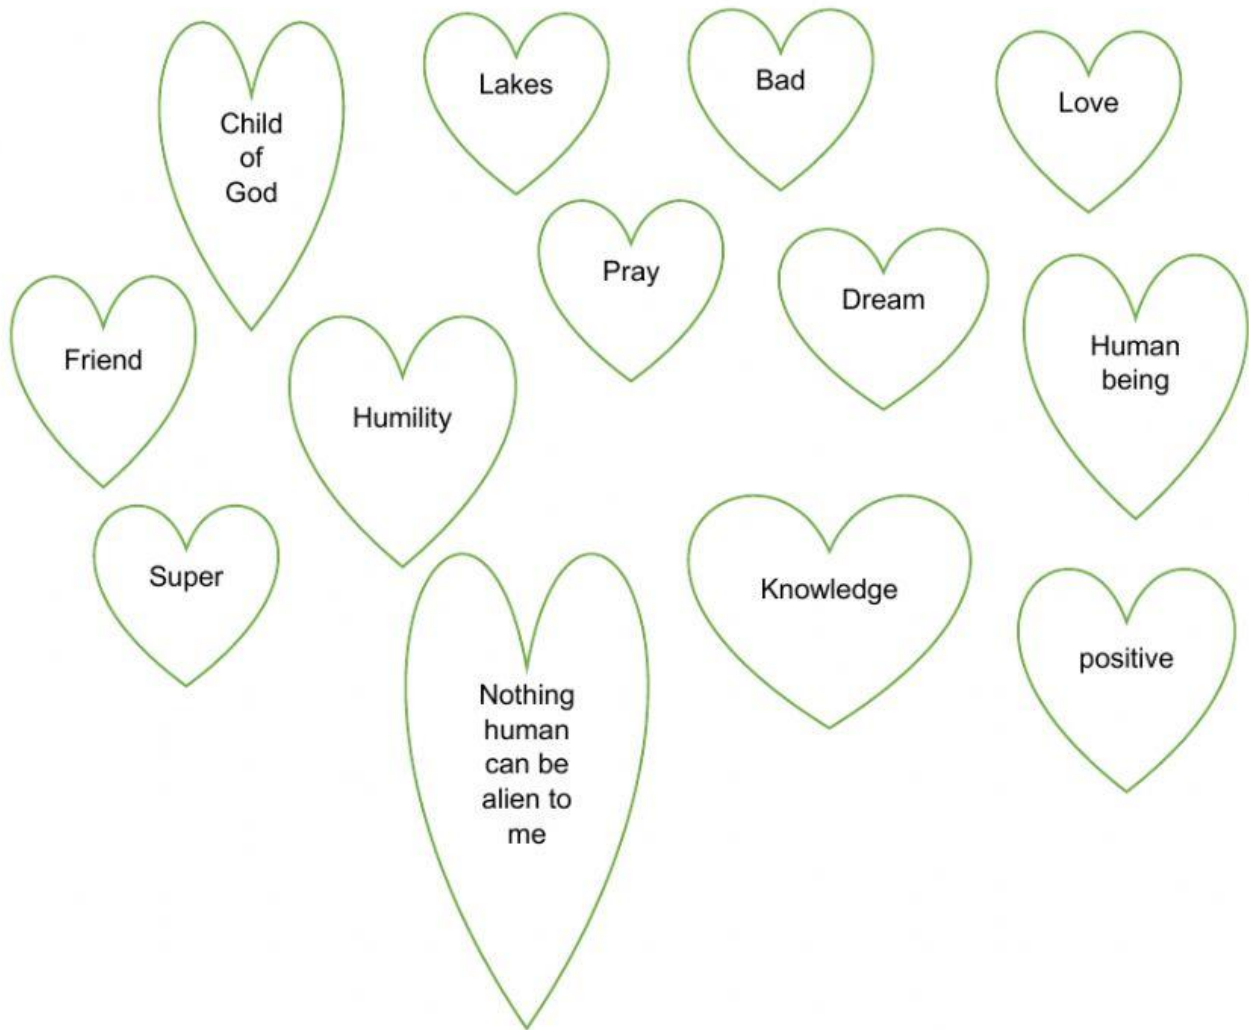 Child
of
God
Lakes
Bad
Love
Pray
Dream
Human
being
Friend
Humility
Super
Knowledge
positive
Nothing
human
can be
alien to
me